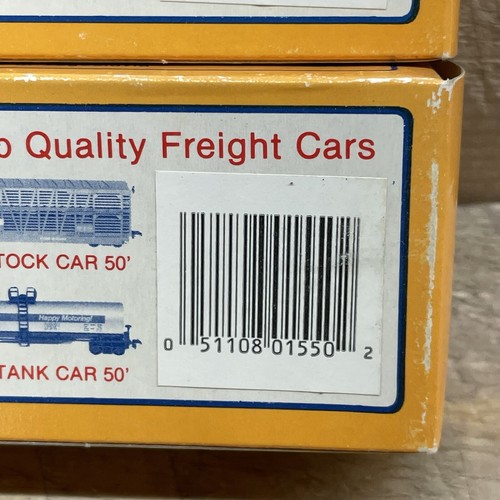 Quality Freight Cars
TOCK CAR 50'
Happy Motoring!
TANK CAR 50'
0 51108 01550 2